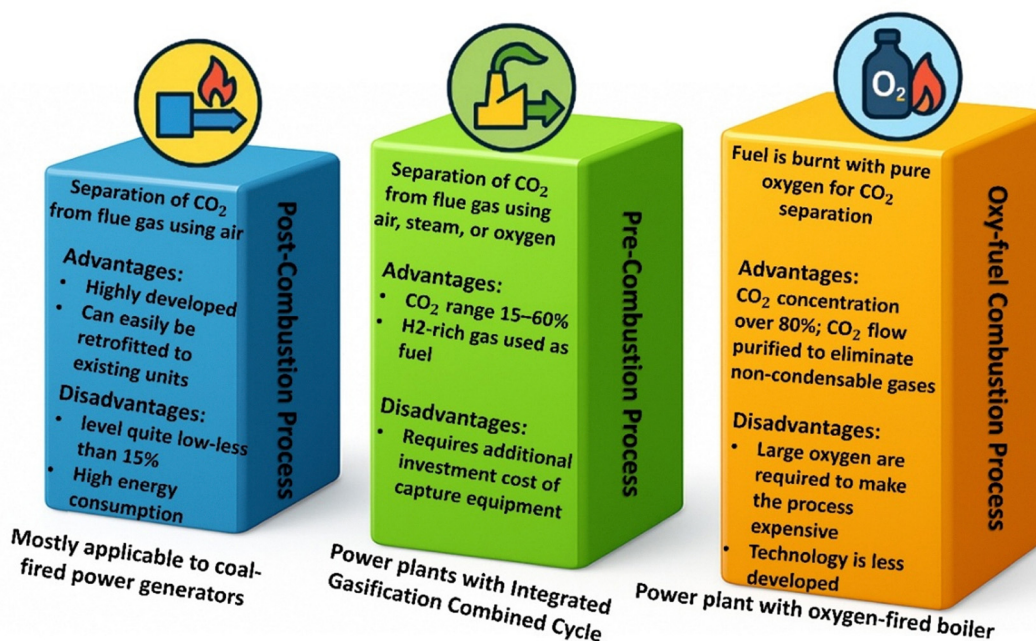 Separation of CO₂
from flue gas using air
Advantages:
• Highly developed
• Can easily be
retrofitted to
existing units
Disadvantages:
• level quite low-less
than 15%
• High energy
consumption
Post-Combustion Process
Mostly applicable to coal-
fired power generators
Separation of CO₂
from flue gas using
air, steam, or oxygen
Advantages:
• CO₂ range 15–60%
• H2-rich gas used as
fuel
Disadvantages:
• Requires additional
investment cost of
capture equipment
Pre-Combustion Process
Power plants with Integrated
Gasification Combined Cycle
O₂
Fuel is burnt with pure
oxygen for CO₂
separation
Advantages:
CO₂ concentration
over 80%; CO₂ flow
purified to eliminate
non-condensable gases
Disadvantages:
• Large oxygen are
required to make
the process
expensive
• Technology is less
developed
Oxy-fuel Combustion Process
Power plant with oxygen-fired boiler